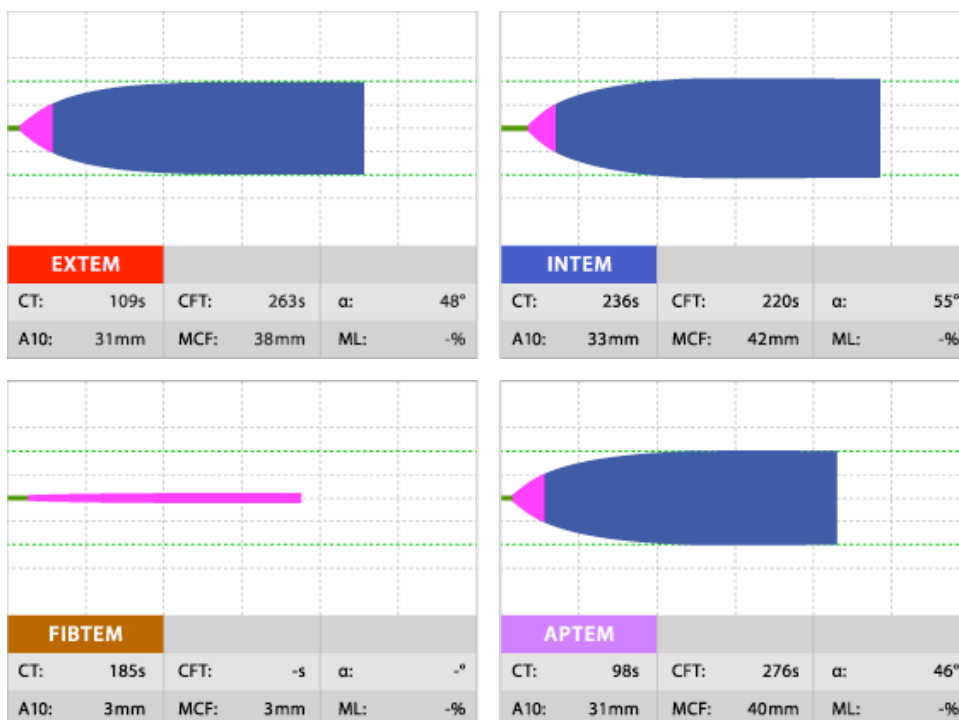 EXTEM
CT: 109s CFT: 263s α: 48°
A10: 31mm MCF: 38mm ML: -%
INTEM
CT: 236s CFT: 220s α: 55°
A10: 33mm MCF: 42mm ML: -%
FIBTEM
CT: 185s CFT: -s α: -°
A10: 3mm MCF: 3mm ML: -%
APTEM
CT: 98s CFT: 276s α: 46°
A10: 31mm MCF: 40mm ML: -%